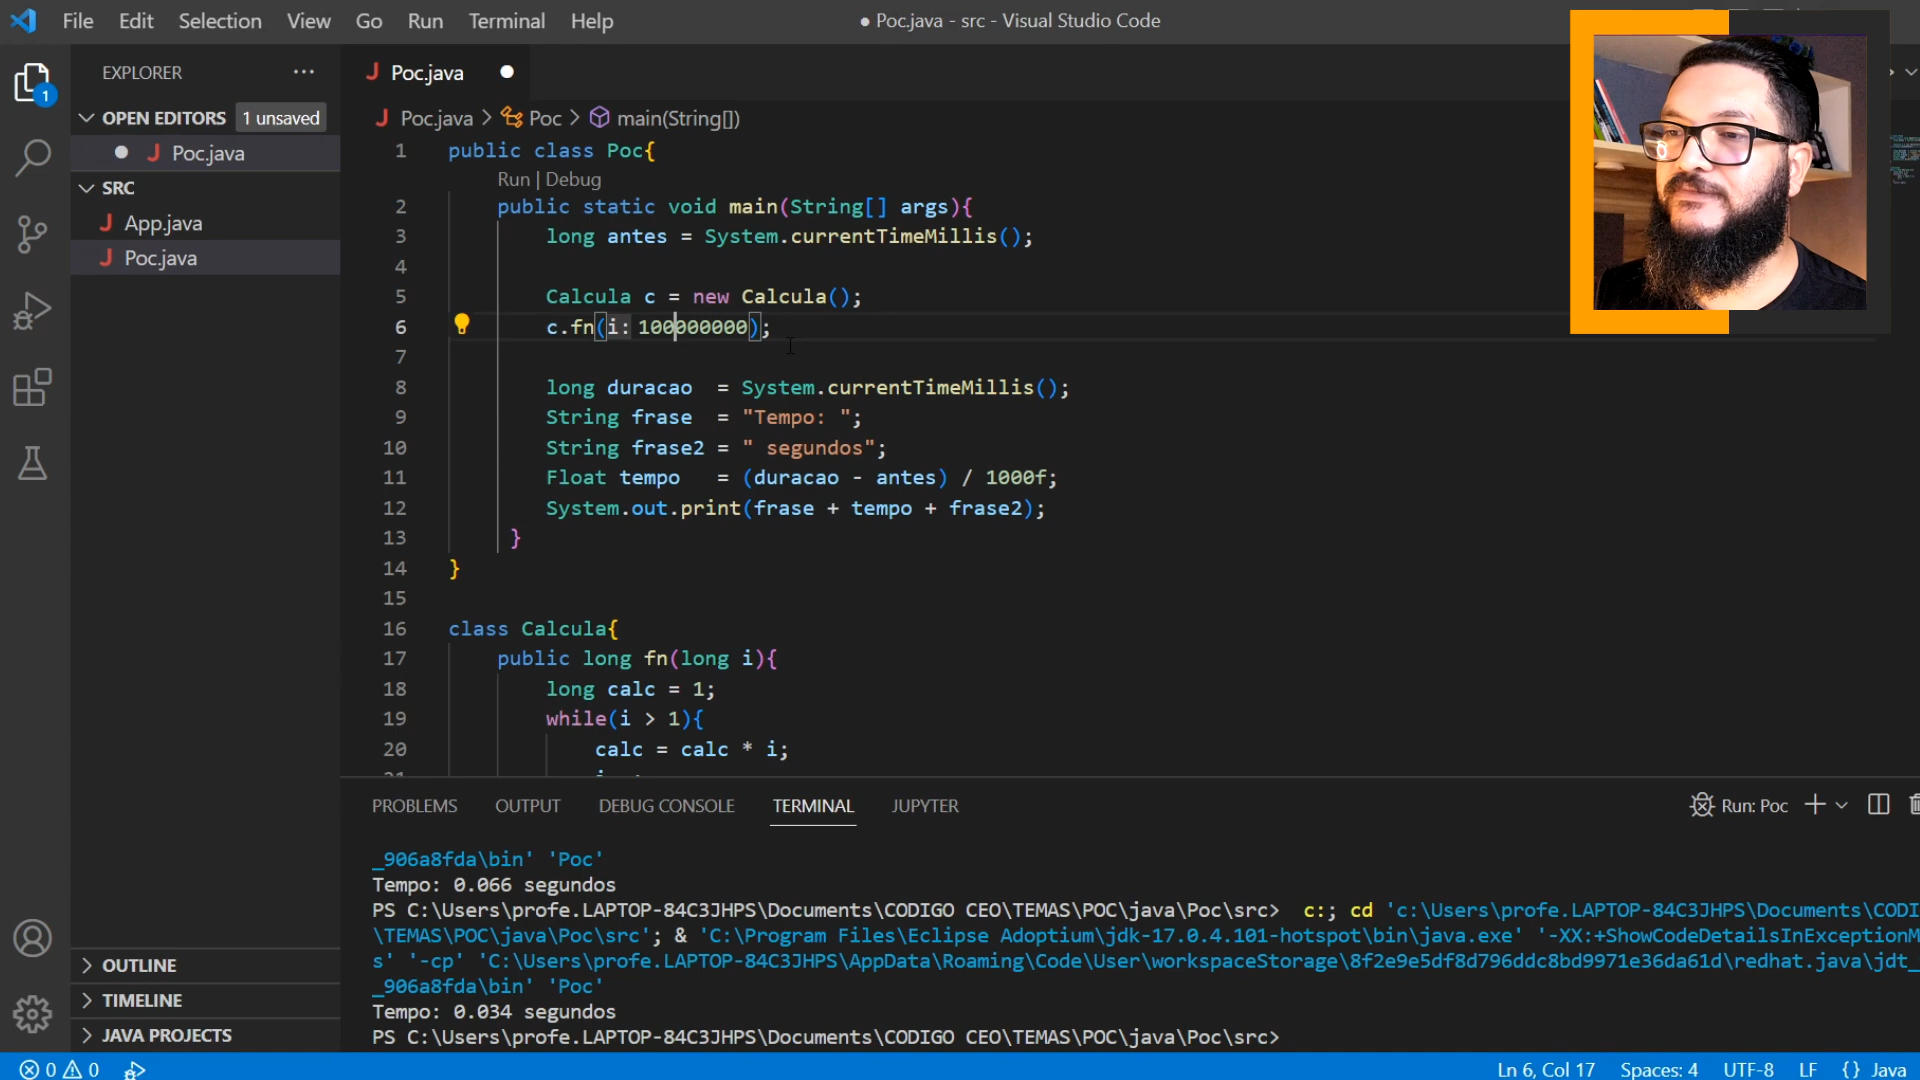 File Edit Selection View Go Run Terminal Help
● Poc.java - src - Visual Studio Code
EXPLORER
OPEN EDITORS 1 unsaved
Poc.java
SRC
App.java
Poc.java
OUTLINE
TIMELINE
JAVA PROJECTS
1
Poc.java
Poc.java > Poc > main(String[])
1 public class Poc{
Run | Debug
2 public static void main(String[] args){
3 long antes = System.currentTimeMillis();
4
5 Calcula c = new Calcula();
6 c.fn(i: 100000000);
7
8 long duracao = System.currentTimeMillis();
9 String frase = "Tempo: ";
10 String frase2 = " segundos";
11 Float tempo = (duracao - antes) / 1000f;
12 System.out.print(frase + tempo + frase2);
13 }
14 }
15
16 class Calcula{
17 public long fn(long i){
18 long calc = 1;
19 while(i > 1){
20 calc = calc * i;
PROBLEMS OUTPUT DEBUG CONSOLE TERMINAL JUPYTER
Run: Poc
_906a8fda\bin' 'Poc'
Tempo: 0.066 segundos
PS C:\Users\profe.LAPTOP-84C3JHPS\Documents\CODIGO CEO\TEMAS\POC\java\Poc\src> c:; cd 'c:\Users\profe.LAPTOP-84C3JHPS\Documents\CODI
\TEMAS\POC\java\Poc\src'; & 'C:\Program Files\Eclipse Adoptium\jdk-17.0.4.101-hotspot\bin\java.exe' '-XX:+ShowCodeDetailsInExceptionM
s' '-cp' 'C:\Users\profe.LAPTOP-84C3JHPS\AppData\Roaming\Code\User\workspaceStorage\8f2e9e5df8d796ddc8bd9971e36da61d\redhat.java\jdt_
_906a8fda\bin' 'Poc'
Tempo: 0.034 segundos
PS C:\Users\profe.LAPTOP-84C3JHPS\Documents\CODIGO CEO\TEMAS\POC\java\Poc\src>
0 0
Ln 6, Col 17 Spaces: 4 UTF-8 LF {} Java